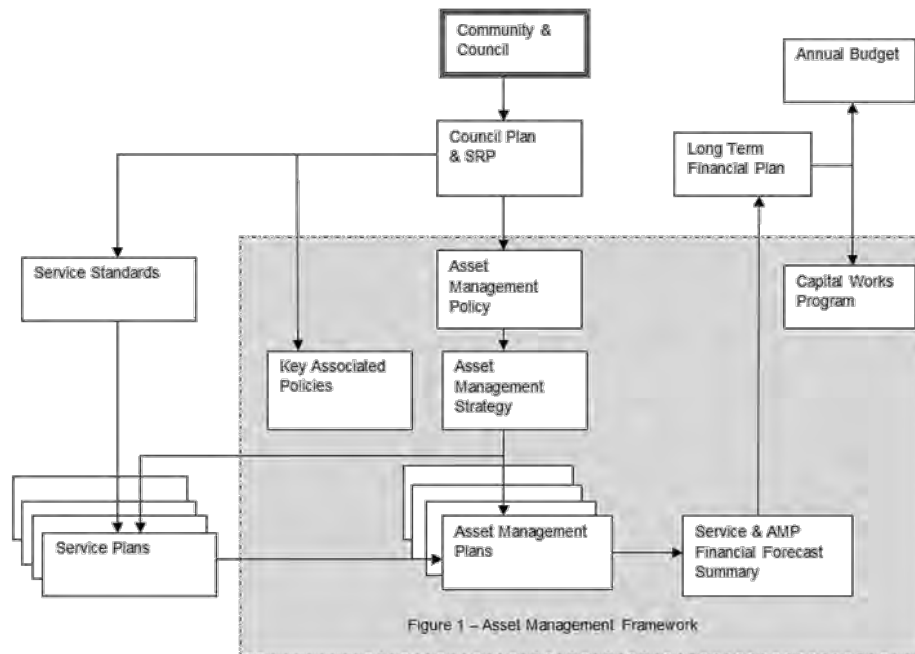 Community &
Council
Annual Budget
Council Plan
& SRP
Long Term
Financial Plan
Service Standards
Asset
Management
Policy
Capital Works
Program
Key Associated
Policies
Asset
Management
Strategy
Service Plans
Asset Management
Plans
Service & AMP
Financial Forecast
Summary
Figure 1 – Asset Management Framework